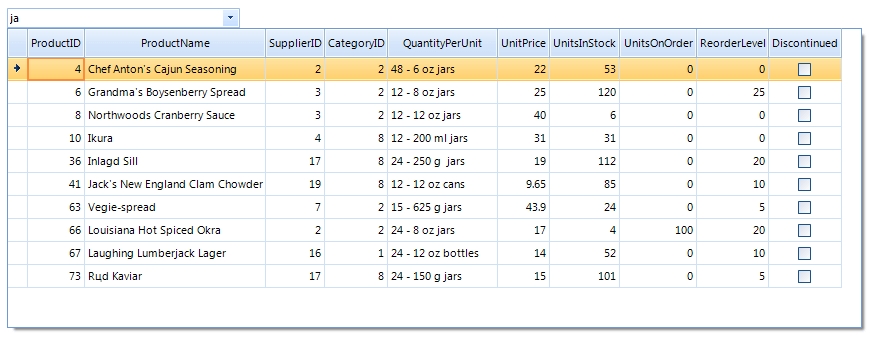 ja
ProductID ProductName SupplierID CategoryID QuantityPerUnit UnitPrice UnitsInStock UnitsOnOrder ReorderLevel Discontinued
4 Chef Anton's Cajun Seasoning 2 2 48 - 6 oz jars 22 53 0 0
6 Grandma's Boysenberry Spread 3 2 12 - 8 oz jars 25 120 0 25
8 Northwoods Cranberry Sauce 3 2 12 - 12 oz jars 40 6 0 0
10 Ikura 4 8 12 - 200 ml jars 31 31 0 0
36 Inlagd Sill 17 8 24 - 250 g  jars 19 112 0 20
41 Jack's New England Clam Chowder 19 8 12 - 12 oz cans 9.65 85 0 10
63 Vegie-spread 7 2 15 - 625 g jars 43.9 24 0 5
66 Louisiana Hot Spiced Okra 2 2 24 - 8 oz jars 17 4 100 20
67 Laughing Lumberjack Lager 16 1 24 - 12 oz bottles 14 52 0 10
73 Rцd Kaviar 17 8 24 - 150 g jars 15 101 0 5